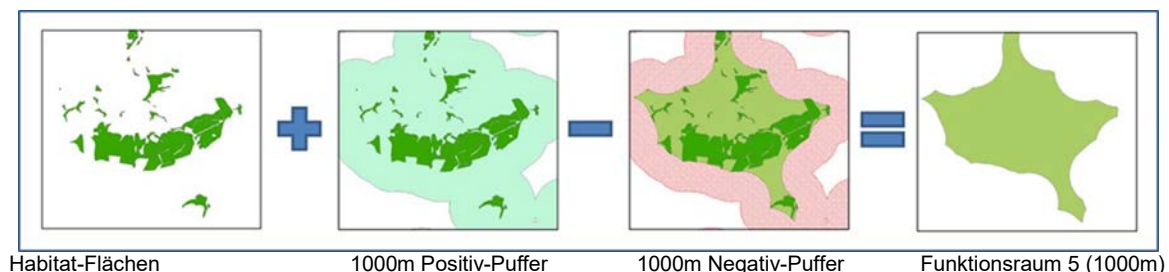 Habitat-Flächen 1000m Positiv-Puffer 1000m Negativ-Puffer Funktionsraum 5 (1000m)